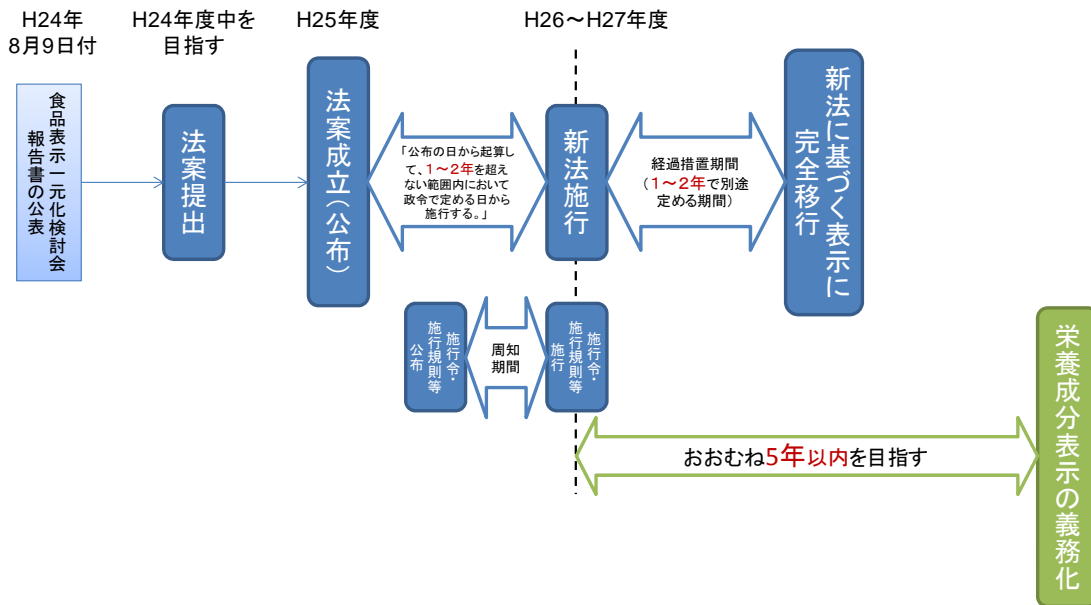 H24年
8月9日付
H24年度中を
目指す
H25年度
H26～H27年度
食品表示一元化検討会
報告書の公表
法案提出
法案成立（公布）
「公布の日から起算し
て、1～2年を超え
ない範囲内において
政令で定める日から
施行する。」
新法施行
経過措置期間
（1～2年で別途
定める期間）
新法に基づく表示に
完全移行
施行令・
施行規則等
公布
周知
期間
施行令・
施行規則等
施行
おおむね5年以内を目指す
栄養成分表示の義務化